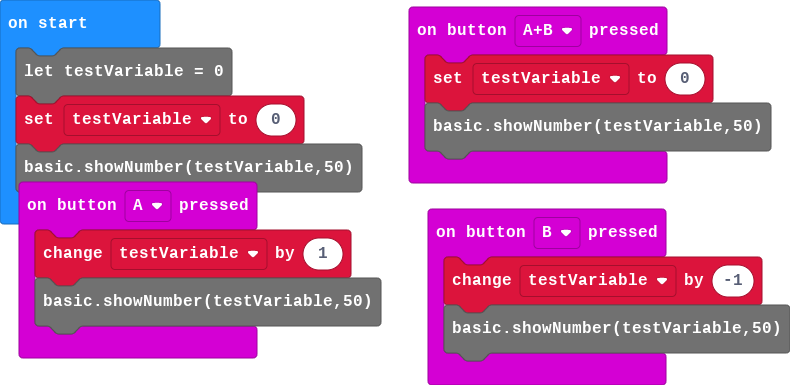 on start
let testVariable = 0
set testVariable to 0
basic.showNumber(testVariable,50)
on button A pressed
change testVariable by 1
basic.showNumber(testVariable,50)
on button A+B pressed
set testVariable to 0
basic.showNumber(testVariable,50)
on button B pressed
change testVariable by -1
basic.showNumber(testVariable,50)